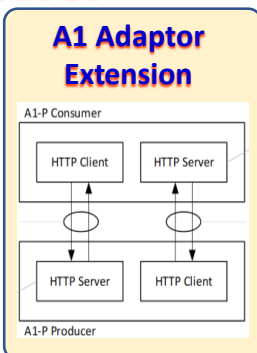 A1 Adaptor
Extension
A1-P Consumer
HTTP Client HTTP Server
HTTP Server HTTP Client
A1-P Producer